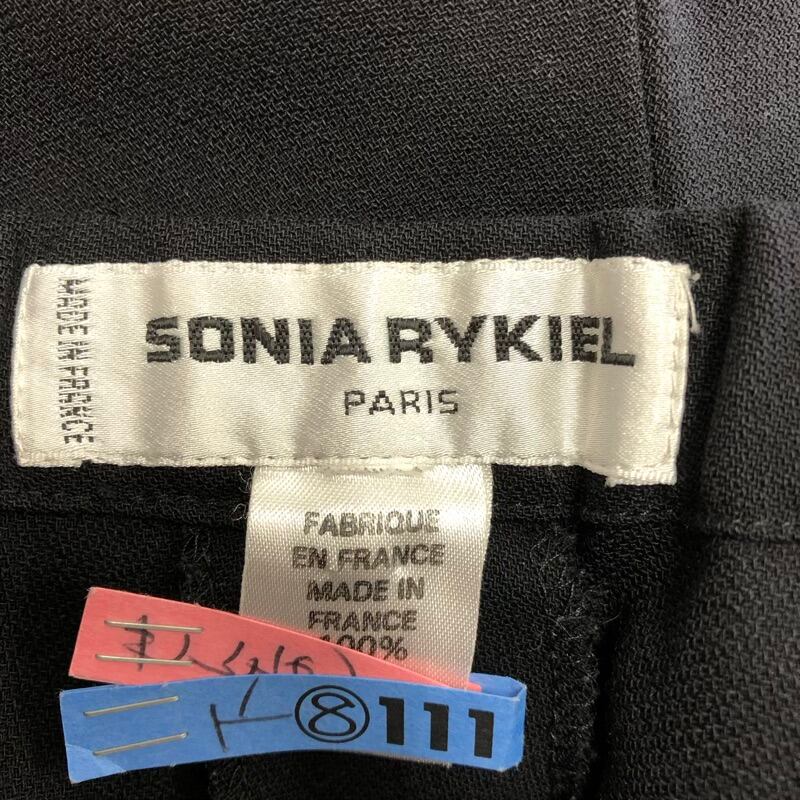 MADE IN FRANCE
SONIA RYKIEL
PARIS
FABRIQUE
EN FRANCE
MADE IN
FRANCE
100%
⑧111